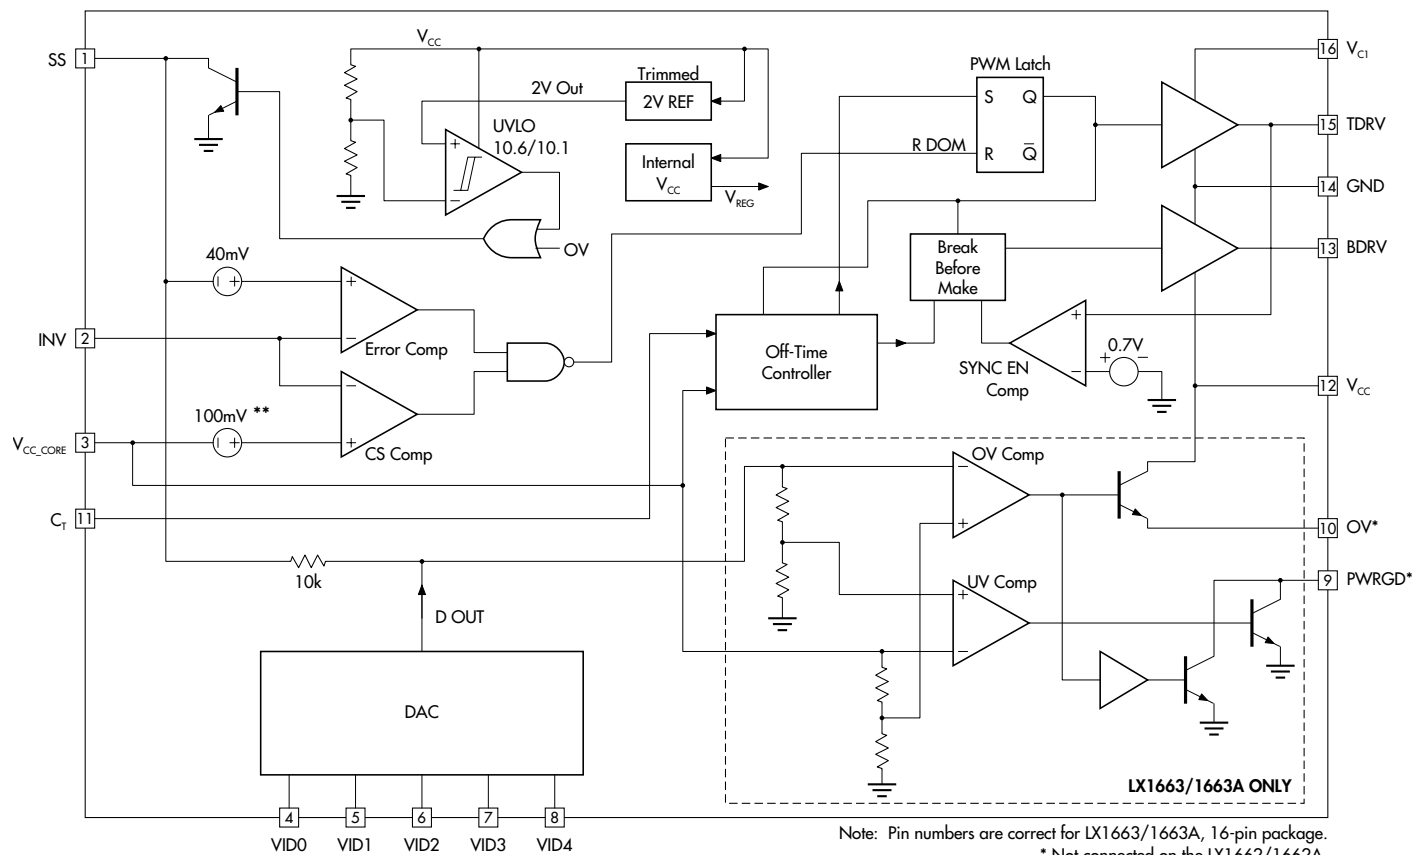 V_CC
SS
1
16
V_C1
Trimmed
2V REF
2V Out
PWM Latch
S Q
R Q̅
R DOM
UVLO
10.6/10.1
+
−
15
TDRV
Internal
V_CC
V_REG
14
GND
OV
40mV
Break
Before
Make
13
BDRV
+
−
INV
2
Error Comp
Off-Time
Controller
SYNC EN
Comp
0.7V
12
V_CC
100mV **
V_CC_CORE
3
CS Comp
OV Comp
C_T
11
10
OV*
10k
UV Comp
9
PWRGD*
D OUT
DAC
LX1663/1663A ONLY
4 5 6 7 8
VID0 VID1 VID2 VID3 VID4
Note: Pin numbers are correct for LX1663/1663A, 16-pin package.
* Not connected on the LX1662/1662A.